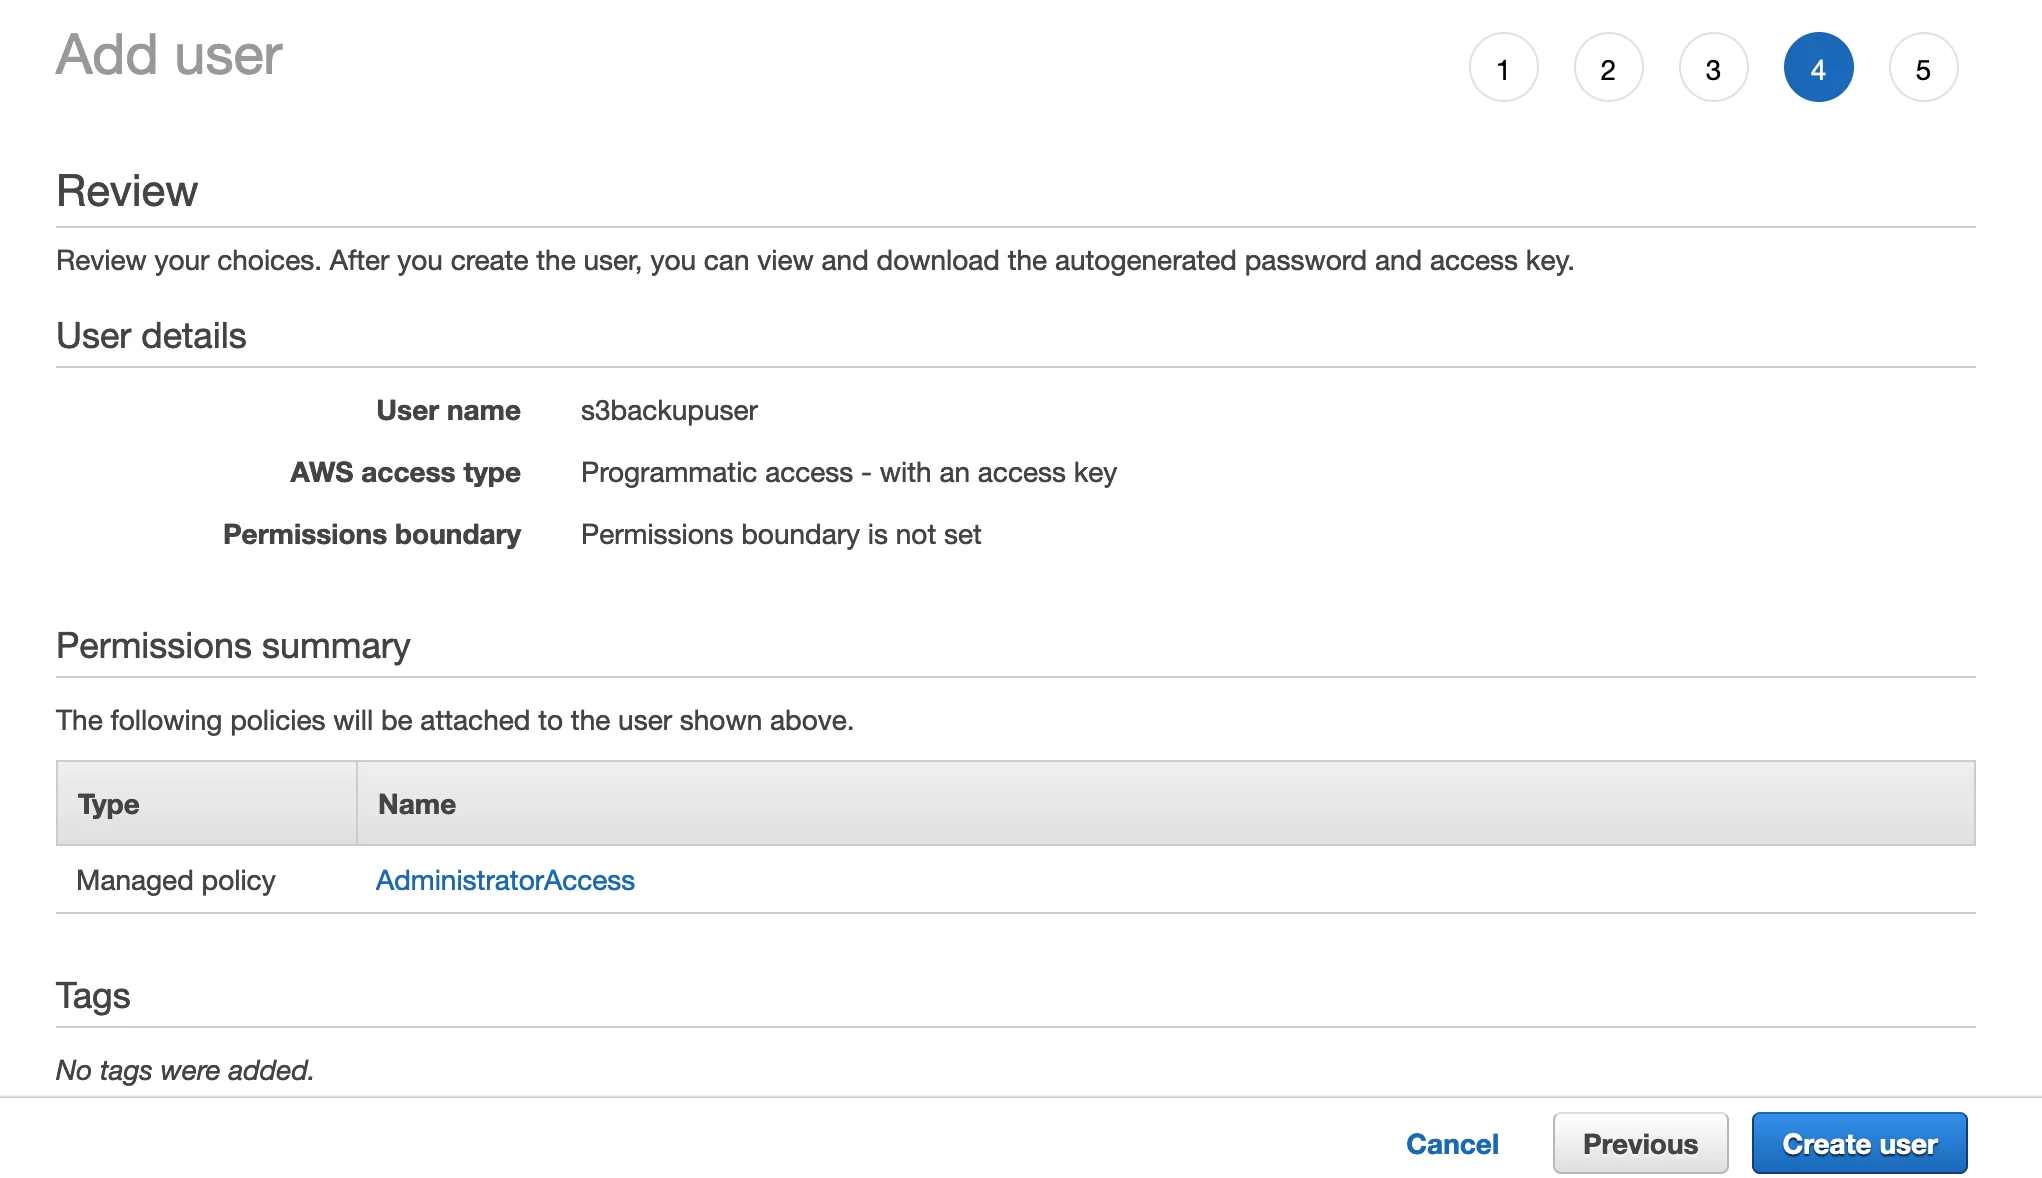 Add user
1 2 3 4 5
Review
Review your choices. After you create the user, you can view and download the autogenerated password and access key.
User details
User name s3backupuser
AWS access type Programmatic access - with an access key
Permissions boundary Permissions boundary is not set
Permissions summary
The following policies will be attached to the user shown above.
Type Name
Managed policy AdministratorAccess
Tags
No tags were added.
Cancel Previous Create user